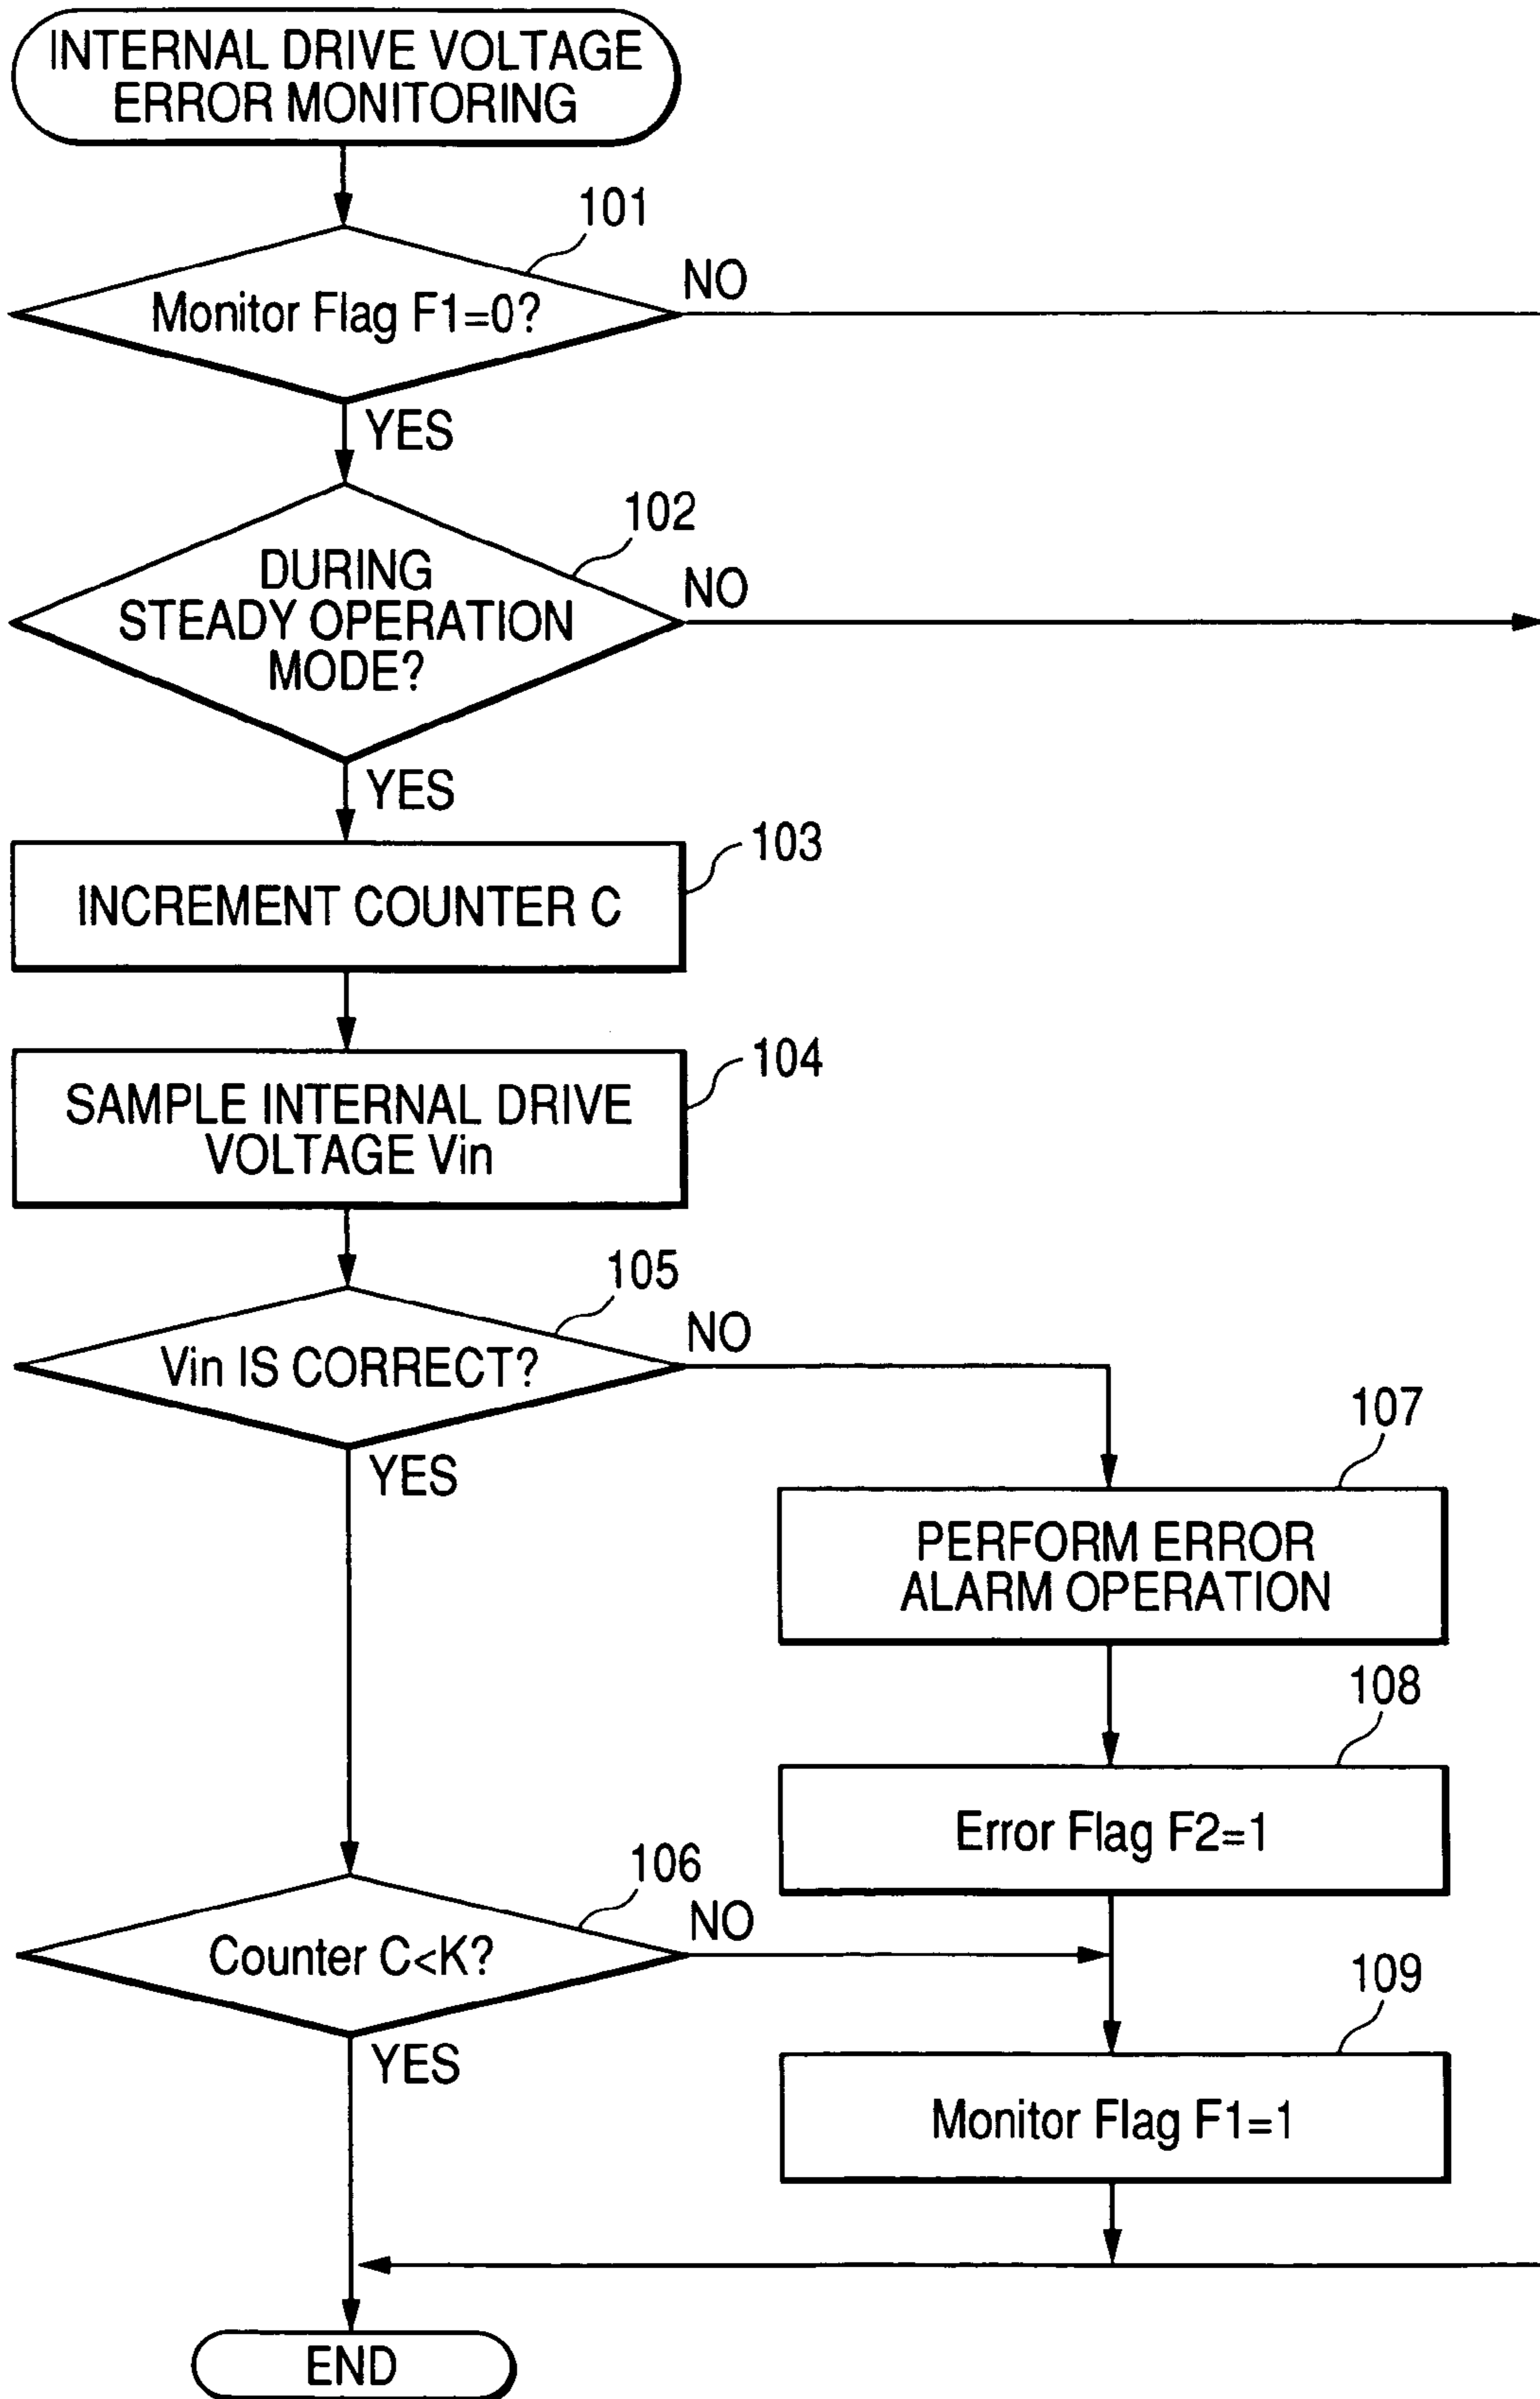 INTERNAL DRIVE VOLTAGE
ERROR MONITORING
101
Monitor Flag F1=0?
NO
YES
102
DURING
STEADY OPERATION
MODE?
NO
YES
103
INCREMENT COUNTER C
104
SAMPLE INTERNAL DRIVE
VOLTAGE Vin
105
Vin IS CORRECT?
NO
YES
107
PERFORM ERROR
ALARM OPERATION
108
Error Flag F2=1
106
Counter C<K?
NO
YES
109
Monitor Flag F1=1
END